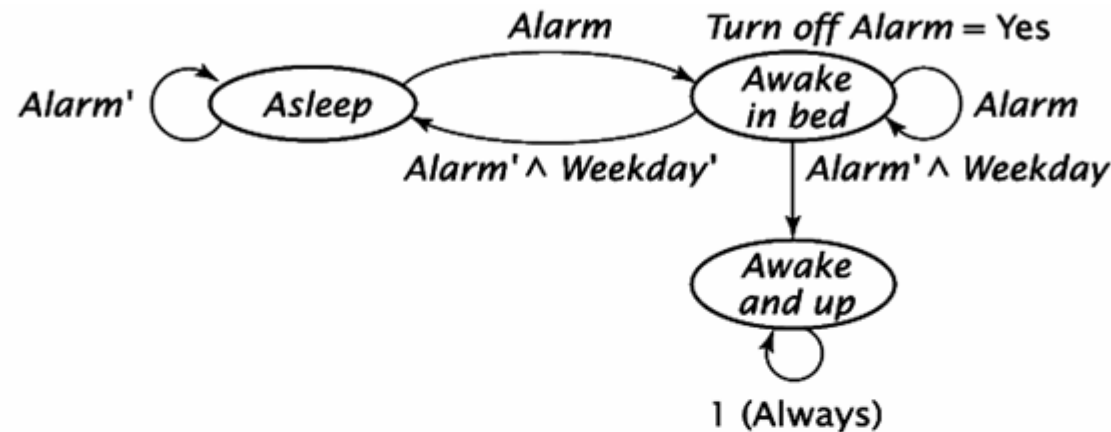 Alarm
Turn off Alarm = Yes
Alarm'
Asleep
Awake
in bed
Alarm
Alarm' ∧ Weekday'
Alarm' ∧ Weekday
Awake
and up
1 (Always)